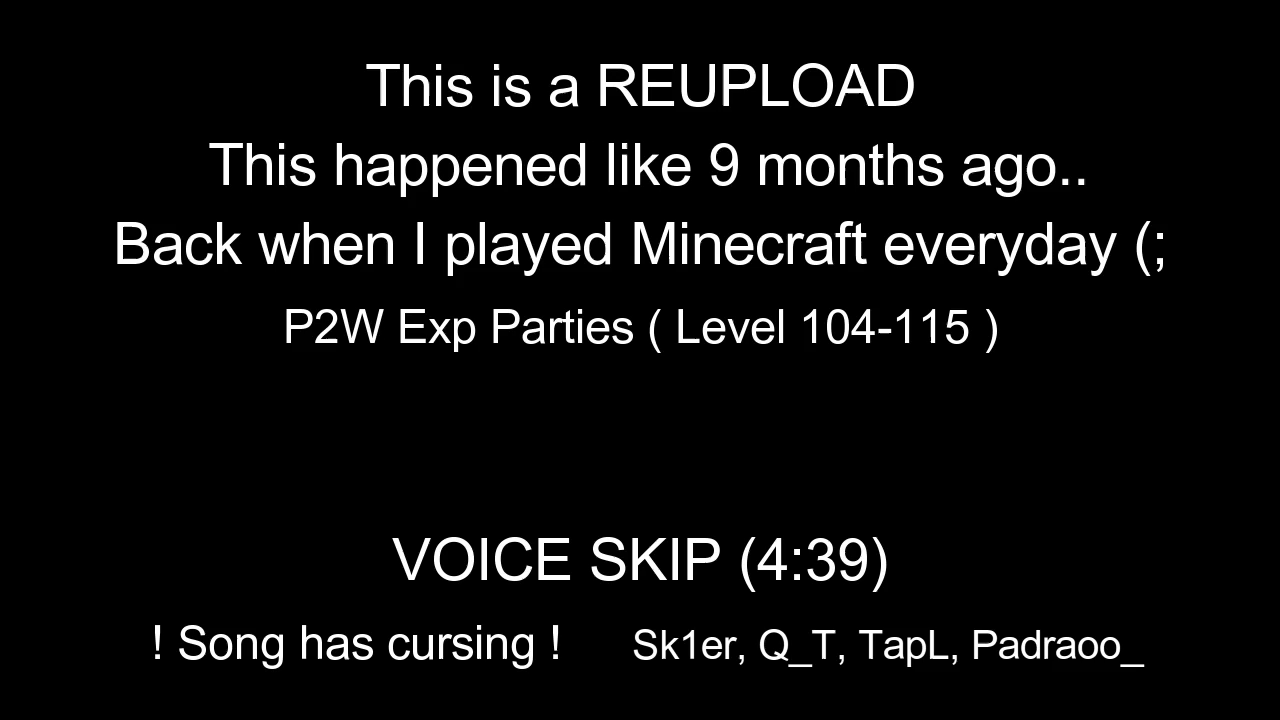 This is a REUPLOAD
This happened like 9 months ago..
Back when I played Minecraft everyday (;
P2W Exp Parties ( Level 104-115 )
VOICE SKIP (4:39)
! Song has cursing ! Sk1er, Q_T, TapL, Padraoo_